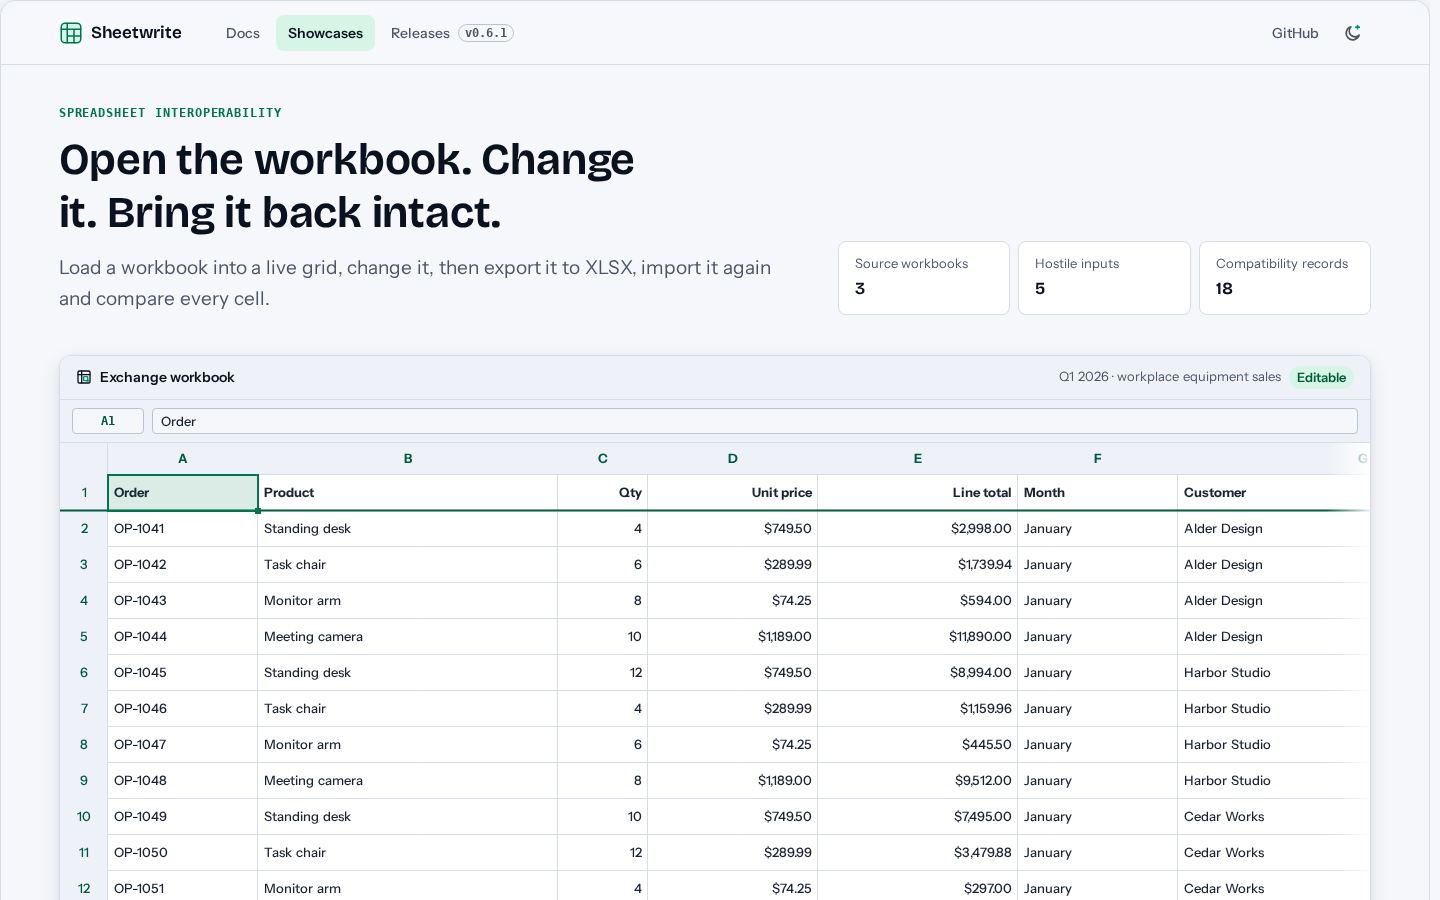 Sheetwrite Docs Showcases Releases v0.6.1 GitHub
SPREADSHEET INTEROPERABILITY
Open the workbook. Change
it. Bring it back intact.
Load a workbook into a live grid, change it, then export it to XLSX, import it again
and compare every cell.
Source workbooks Hostile inputs Compatibility records
3 5 18
Exchange workbook Q1 2026 · workplace equipment sales Editable
A1 Order
A B C D E F G
1 Order Product Qty Unit price Line total Month Customer
2 OP-1041 Standing desk 4 $749.50 $2,998.00 January Alder Design
3 OP-1042 Task chair 6 $289.99 $1,739.94 January Alder Design
4 OP-1043 Monitor arm 8 $74.25 $594.00 January Alder Design
5 OP-1044 Meeting camera 10 $1,189.00 $11,890.00 January Alder Design
6 OP-1045 Standing desk 12 $749.50 $8,994.00 January Harbor Studio
7 OP-1046 Task chair 4 $289.99 $1,159.96 January Harbor Studio
8 OP-1047 Monitor arm 6 $74.25 $445.50 January Harbor Studio
9 OP-1048 Meeting camera 8 $1,189.00 $9,512.00 January Harbor Studio
10 OP-1049 Standing desk 10 $749.50 $7,495.00 January Cedar Works
11 OP-1050 Task chair 12 $289.99 $3,479.88 January Cedar Works
12 OP-1051 Monitor arm 4 $74.25 $297.00 January Cedar Works